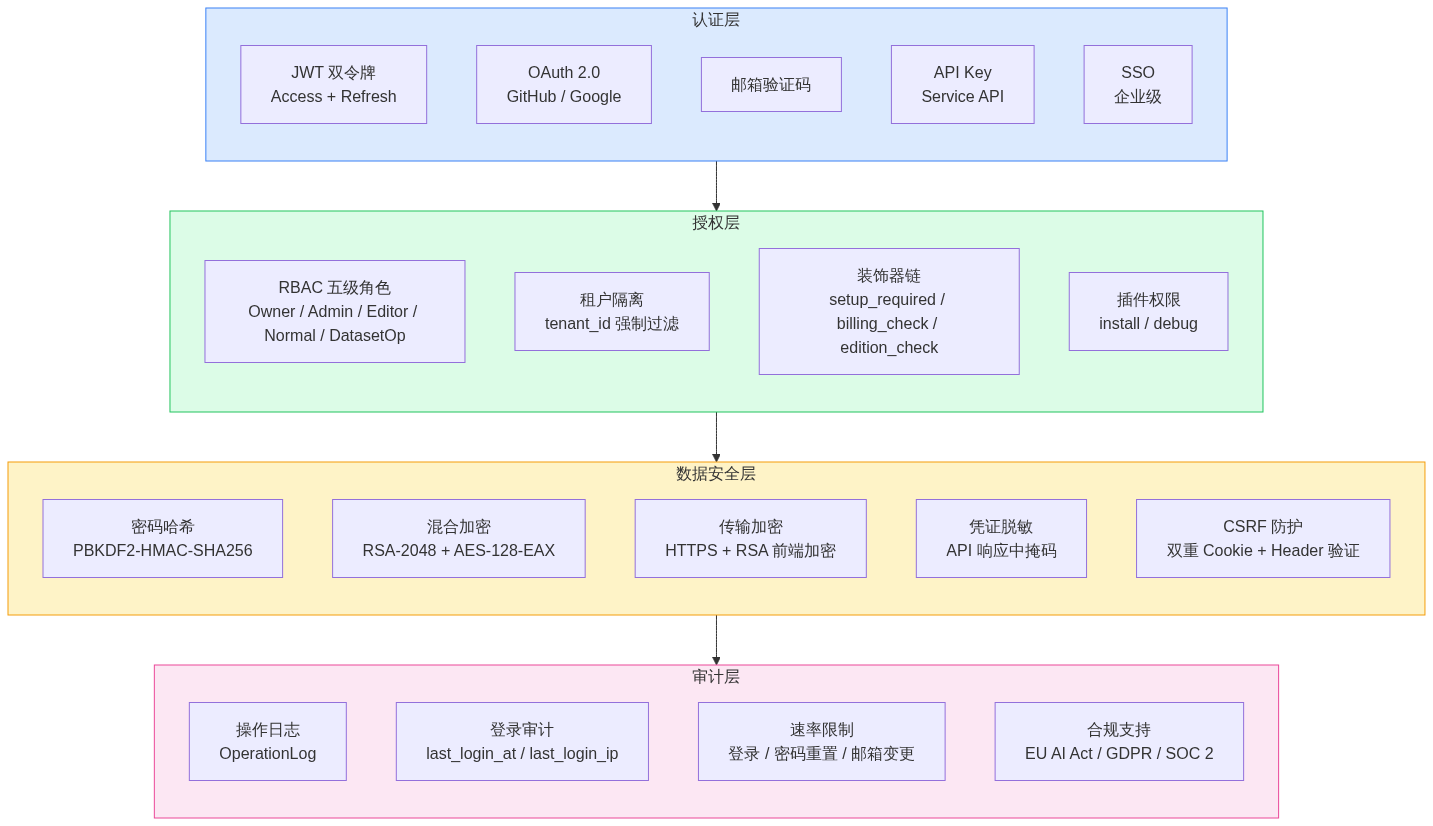 认证层
JWT 双令牌
Access + Refresh
OAuth 2.0
GitHub / Google
邮箱验证码
API Key
Service API
SSO
企业级
授权层
RBAC 五级角色
Owner / Admin / Editor /
Normal / DatasetOp
租户隔离
tenant_id 强制过滤
装饰器链
setup_required /
billing_check /
edition_check
插件权限
install / debug
数据安全层
密码哈希
PBKDF2-HMAC-SHA256
混合加密
RSA-2048 + AES-128-EAX
传输加密
HTTPS + RSA 前端加密
凭证脱敏
API 响应中掩码
CSRF 防护
双重 Cookie + Header 验证
审计层
操作日志
OperationLog
登录审计
last_login_at / last_login_ip
速率限制
登录 / 密码重置 / 邮箱变更
合规支持
EU AI Act / GDPR / SOC 2